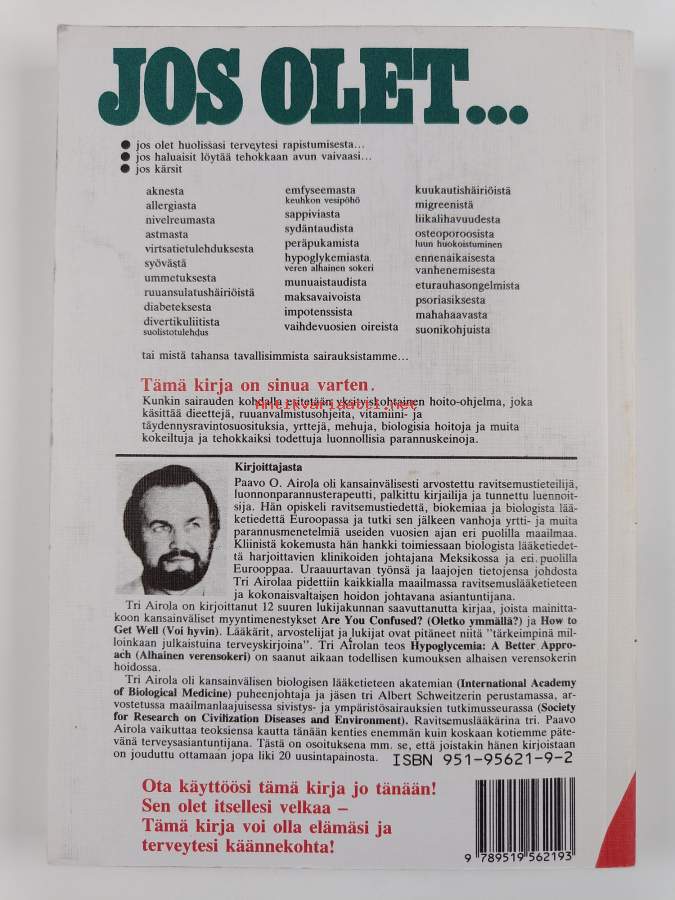 JOS OLET...
● jos olet huolissasi terveytesi rapistumisesta...
● jos haluaisit löytää tehokkaan avun vaivaasi...
● jos kärsit
aknesta
allergiasta
nivelreumasta
astmasta
virtsatietulehduksesta
syövästä
ummetuksesta
ruuansulatushäiriöistä
diabeteksesta
divertikuliitista
suolistotulehdus
emfyseemasta
keuhkon vesipöhö
sappiviasta
sydäntaudista
peräpukamista
hypoglykemiasta
veren alhainen sokeri
munuaistaudista
maksavaivoista
impotenssista
vaihdevuosien oireista
kuukautishäiriöistä
migreenistä
liikalihavuudesta
osteoporoosista
luun huokoistuminen
ennenaikaisesta
vanhenemisesta
eturauhasongelmista
psoriasiksesta
mahahaavasta
suonikohjuista
tai mistä tahansa tavallisimmista sairauksistamme...
Tämä kirja on sinua varten.
Kunkin sairauden kohdalla esitetään yksityiskohtainen hoito-ohjelma, joka
Antikvariaatti.net
käsittää dieettejä, ruuanvalmistusohjeita, vitamiini- ja
täydennysravintosuosituksia, yrttejä, mehuja, biologisia hoitoja ja muita
kokeiltuja ja tehokkaiksi todettuja luonnollisia parannuskeinoja.
Kirjoittajasta
Paavo O. Airola oli kansainvälisesti arvostettu ravitsemustieteilijä,
luonnonparannusterapeutti, palkittu kirjailija ja tunnettu luennoit-
sija. Hän opiskeli ravitsemustiedettä, biokemiaa ja biologista lää-
ketiedettä Euroopassa ja tutki sen jälkeen vanhoja yrtti- ja muita
parannusmenetelmiä useiden vuosien ajan eri puolilla maailmaa.
Kliinistä kokemusta hän hankki toimiessaan biologista lääketiedet-
tä harjoittavien klinikoiden johtajana Meksikossa ja eri puolilla
Eurooppaa. Uraauurtavan työnsä ja laajojen tietojensa johdosta
Tri Airolaa pidettiin kaikkialla maailmassa ravitsemuslääketieteen
ja kokonaisvaltaisen hoidon johtavana asiantuntijana.
Tri Airola on kirjoittanut 12 suuren lukijakunnan saavuttanutta kirjaa, joista mainitta-
koon kansainväliset myyntimenestykset Are You Confused? (Oletko ymmällä?) ja How to
Get Well (Voi hyvin). Lääkärit, arvostelijat ja lukijat ovat pitäneet niitä "tärkeimpinä mil-
loinkaan julkaistuina terveyskirjoina". Tri Airolan teos Hypoglycemia: A Better Appro-
ach (Alhainen verensokeri) on saanut aikaan todellisen kumouksen alhaisen verensokerin
hoidossa.
Tri Airola oli kansainvälisen biologisen lääketieteen akatemian (International Academy
of Biological Medicine) puheenjohtaja ja jäsen tri Albert Schweitzerin perustamassa, ar-
vostetussa maailmanlaajuisessa sivistys- ja ympäristösairauksien tutkimusseurassa (Society
for Research on Civilization Diseases and Environment). Ravitsemuslääkärinä tri. Paavo
Airola vaikuttaa teoksiensa kautta tänään kenties enemmän kuin koskaan kotiemme päte-
vänä terveysasiantuntijana. Tästä on osoituksena mm. se, että joistakin hänen kirjoistaan
on jouduttu ottamaan jopa liki 20 uusintapainosta.
ISBN 951-95621-9-2
Ota käyttöösi tämä kirja jo tänään!
Sen olet itsellesi velkaa –
Tämä kirja voi olla elämäsi ja
terveytesi käännekohta!
9 789519 562193